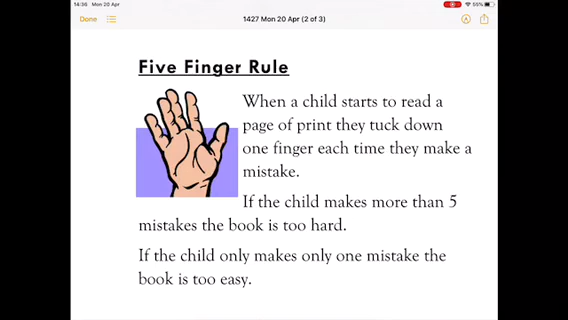 14:36 Mon 20 Apr
55%
Done
1427 Mon 20 Apr (2 of 3)
Five Finger Rule
When a child starts to read a
page of print they tuck down
one finger each time they make a
mistake.
If the child makes more than 5
mistakes the book is too hard.
If the child only makes only one mistake the
book is too easy.